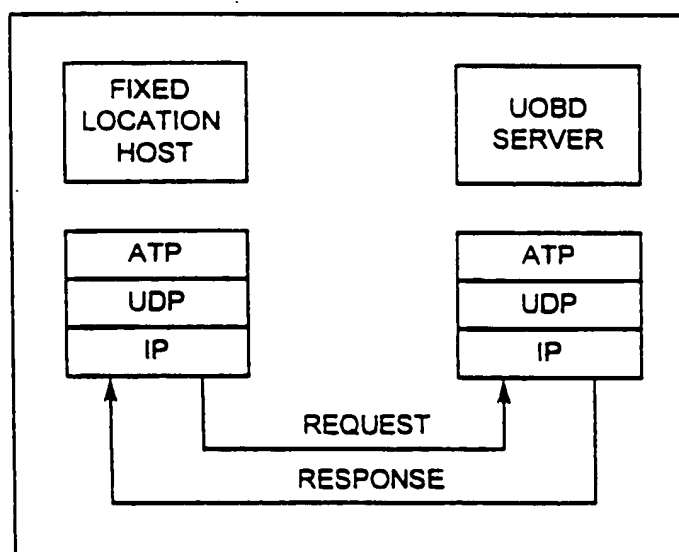 FIXED
LOCATION
HOST
UOBD
SERVER
ATP
UDP
IP
ATP
UDP
IP
REQUEST
RESPONSE